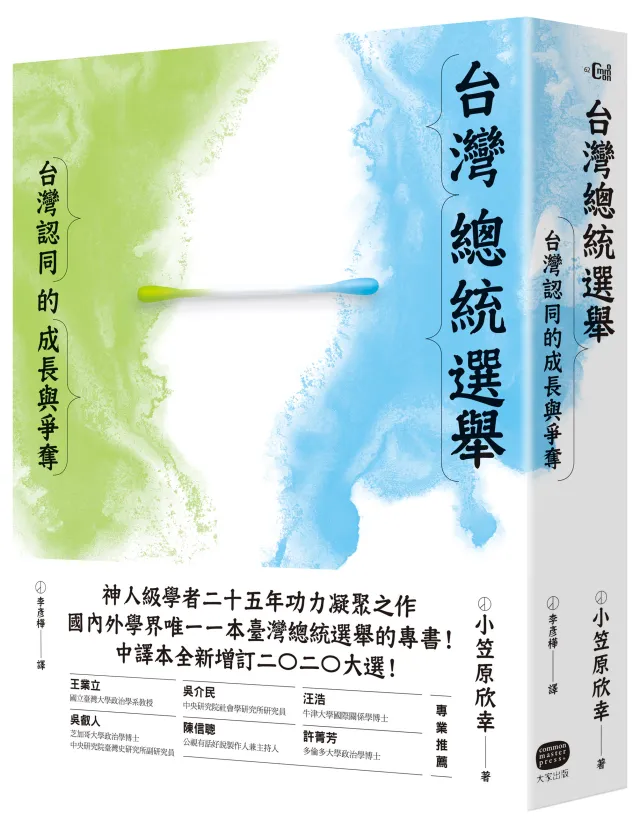 台灣總統選舉
台灣認同的成長與爭奪
小笠原欣幸
著
李彥樺
譯
神人級學者二十五年功力凝聚之作
國內外學界唯一一本臺灣總統選舉的專書！
中譯本全新增訂二〇二〇大選！
專業推薦
王業立
國立臺灣大學政治學系教授
吳介民
中央研究院社會學研究所研究員
汪浩
牛津大學國際關係學博士
吳叡人
芝加哥大學政治學博士
中央研究院臺灣史研究所副研究員
陳信聰
公視有話好說製作人兼主持人
許菁芳
多倫多大學政治學博士
62
Common
台灣總統選舉
台灣認同的成長與爭奪
小笠原欣幸
著
李彥樺
譯
common
master
press+
大家出版